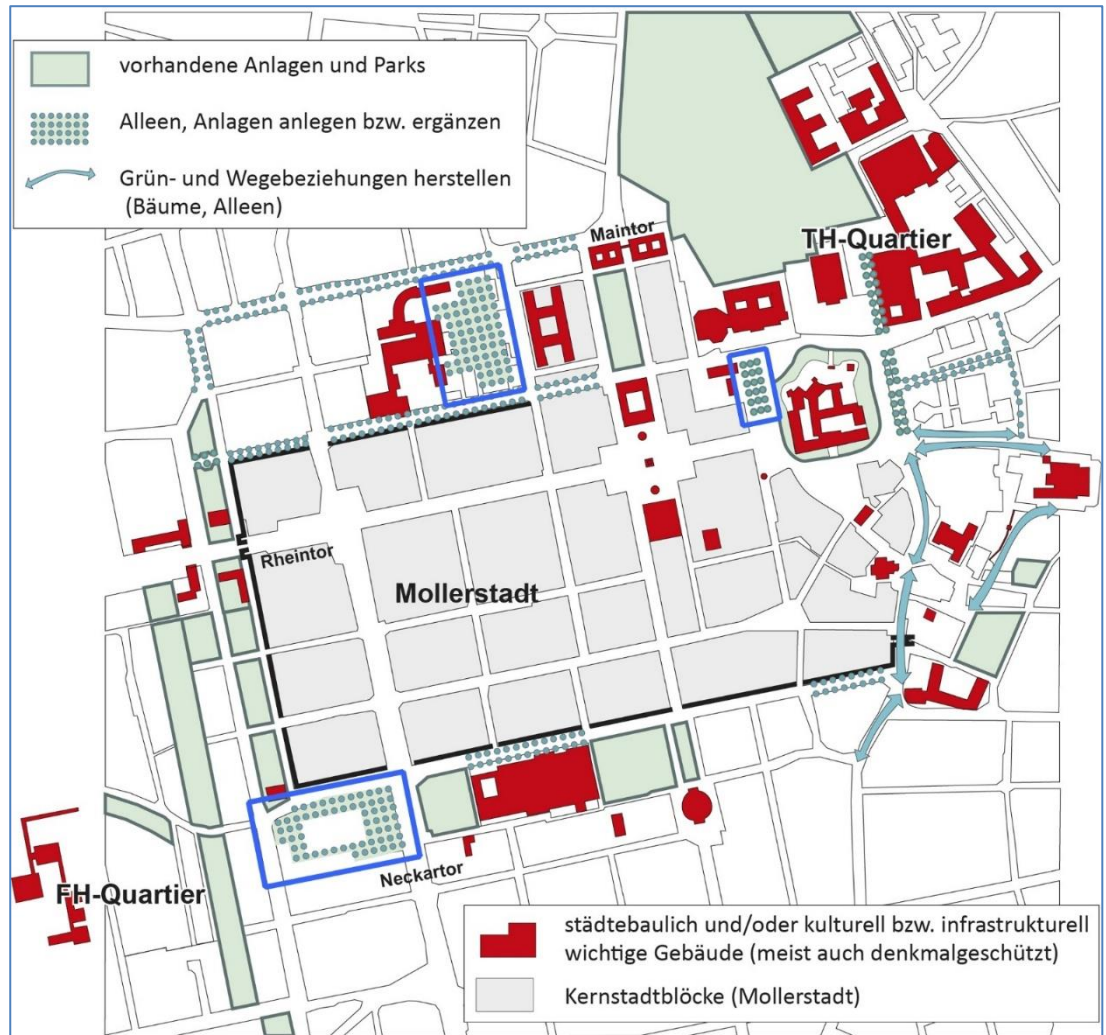 vorhandene Anlagen und Parks
Alleen, Anlagen anlegen bzw. ergänzen
Grün- und Wegebeziehungen herstellen
(Bäume, Alleen)
Maintor
TH-Quartier
Rheintor
Mollerstadt
Neckartor
FH-Quartier
städtebaulich und/oder kulturell bzw. infrastrukturell
wichtige Gebäude (meist auch denkmalgeschützt)
Kernstadtblöcke (Mollerstadt)